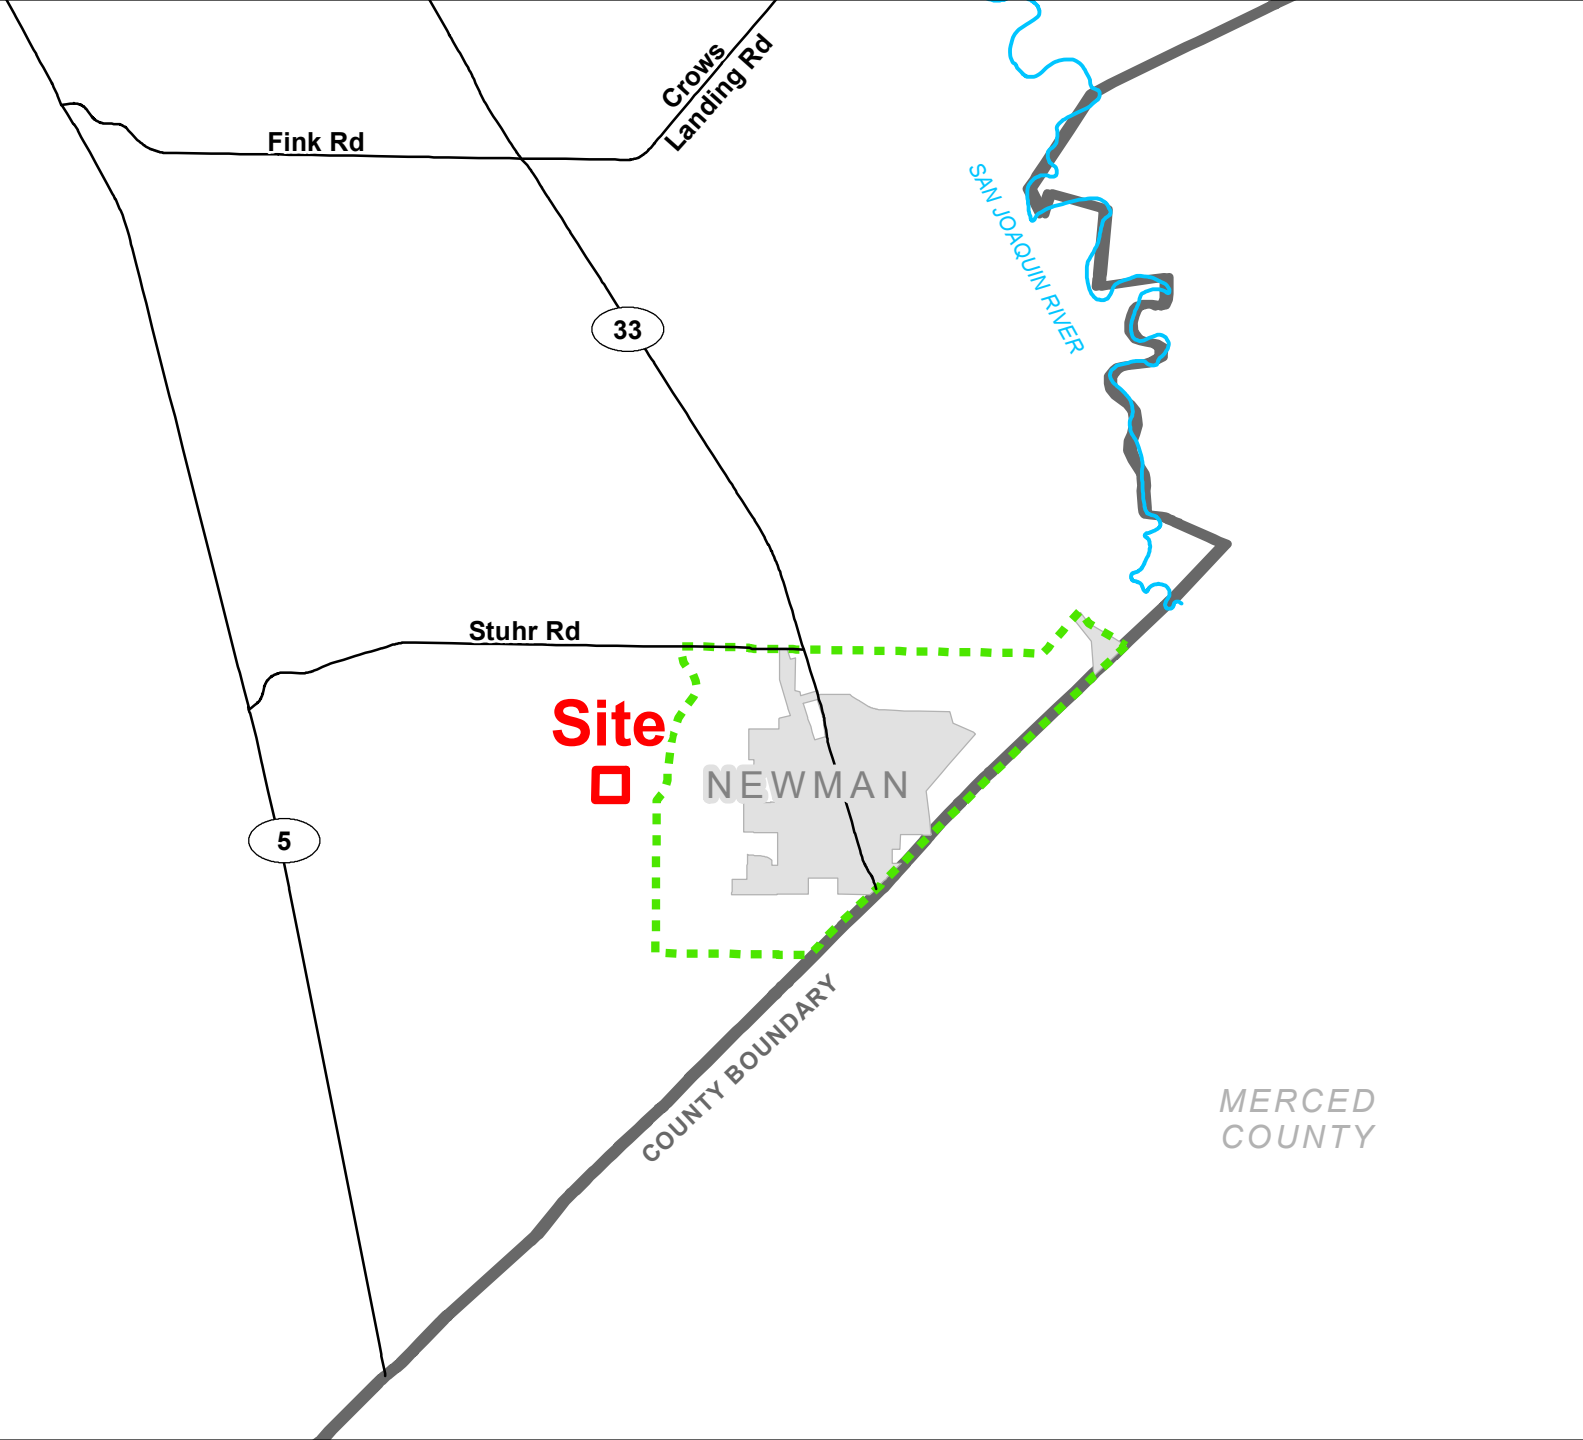 Crows
Landing Rd
Fink Rd
SAN JOAQUIN RIVER
33
Stuhr Rd
Site
NEWMAN
5
COUNTY BOUNDARY
MERCED
COUNTY